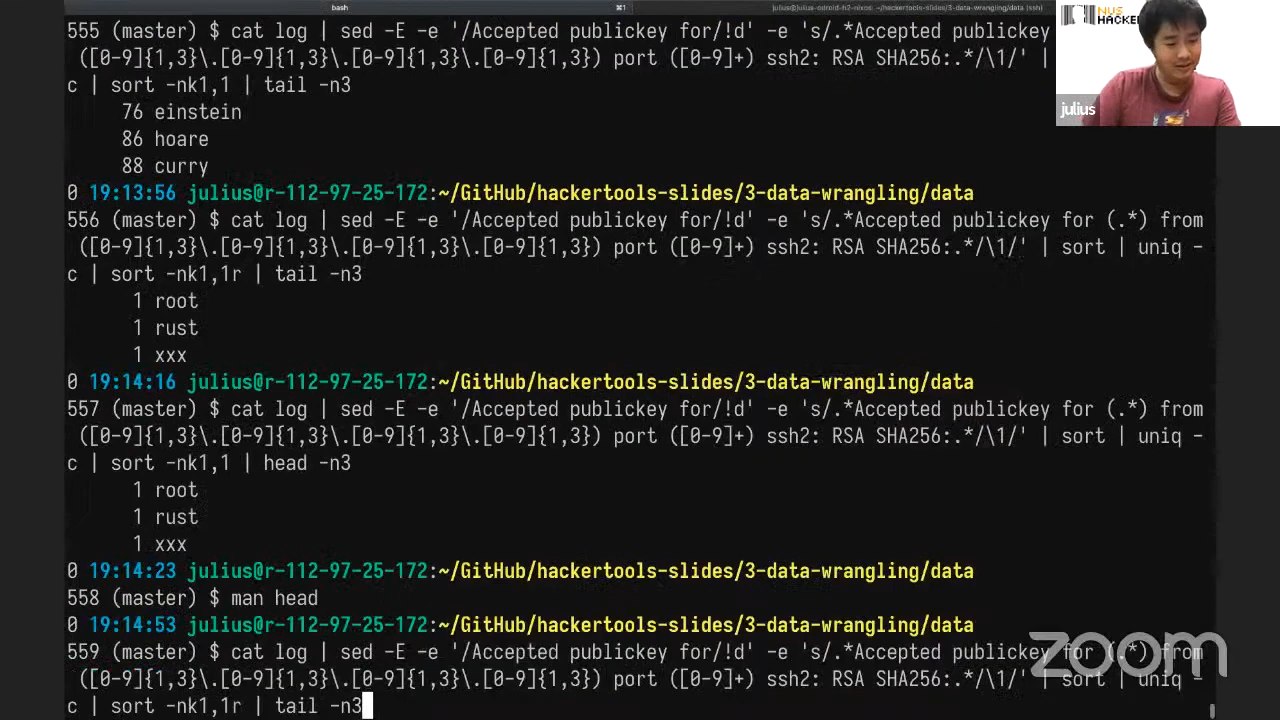 bash
⌘1
julius@julius-odroid-h2-nixos: ~/hackertools-slides/3-data-wrangling/data (ssh)
NUS
HACKER
555 (master) $ cat log | sed -E -e '/Accepted publickey for/!d' -e 's/.*Accepted publickey
([0-9]{1,3}\.[0-9]{1,3}\.[0-9]{1,3}\.[0-9]{1,3}) port ([0-9]+) ssh2: RSA SHA256:.*/\1/' |
c | sort -nk1,1 | tail -n3
julius
76 einstein
86 hoare
88 curry
0 19:13:56 julius@r-112-97-25-172:~/GitHub/hackertools-slides/3-data-wrangling/data
556 (master) $ cat log | sed -E -e '/Accepted publickey for/!d' -e 's/.*Accepted publickey for (.*) from
([0-9]{1,3}\.[0-9]{1,3}\.[0-9]{1,3}\.[0-9]{1,3}) port ([0-9]+) ssh2: RSA SHA256:.*/\1/' | sort | uniq -
c | sort -nk1,1r | tail -n3
1 root
1 rust
1 xxx
0 19:14:16 julius@r-112-97-25-172:~/GitHub/hackertools-slides/3-data-wrangling/data
557 (master) $ cat log | sed -E -e '/Accepted publickey for/!d' -e 's/.*Accepted publickey for (.*) from
([0-9]{1,3}\.[0-9]{1,3}\.[0-9]{1,3}\.[0-9]{1,3}) port ([0-9]+) ssh2: RSA SHA256:.*/\1/' | sort | uniq -
c | sort -nk1,1 | head -n3
1 root
1 rust
1 xxx
0 19:14:23 julius@r-112-97-25-172:~/GitHub/hackertools-slides/3-data-wrangling/data
558 (master) $ man head
0 19:14:53 julius@r-112-97-25-172:~/GitHub/hackertools-slides/3-data-wrangling/data
559 (master) $ cat log | sed -E -e '/Accepted publickey for/!d' -e 's/.*Accepted publickey for (.*) from
([0-9]{1,3}\.[0-9]{1,3}\.[0-9]{1,3}\.[0-9]{1,3}) port ([0-9]+) ssh2: RSA SHA256:.*/\1/' | sort | uniq -
c | sort -nk1,1r | tail -n3
zoom